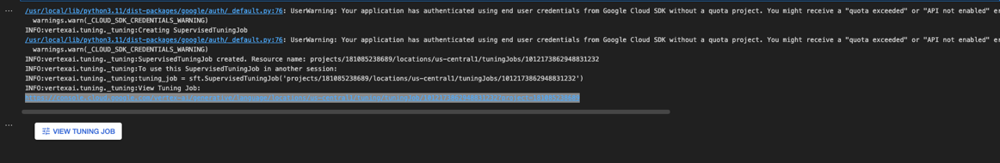 /usr/local/lib/python3.11/dist-packages/google/auth/_default.py:76: UserWarning: Your application has authenticated using end user credentials from Google Cloud SDK without a quota project. You might receive a "quota exceeded" or "API not enabled" er
warnings.warn(_CLOUD_SDK_CREDENTIALS_WARNING)
INFO:vertexai.tuning._tuning:Creating SupervisedTuningJob
/usr/local/lib/python3.11/dist-packages/google/auth/_default.py:76: UserWarning: Your application has authenticated using end user credentials from Google Cloud SDK without a quota project. You might receive a "quota exceeded" or "API not enabled" er
warnings.warn(_CLOUD_SDK_CREDENTIALS_WARNING)
INFO:vertexai.tuning._tuning:SupervisedTuningJob created. Resource name: projects/181085238689/locations/us-central1/tuningJobs/1012173862948831232
INFO:vertexai.tuning._tuning:To use this SupervisedTuningJob in another session:
INFO:vertexai.tuning._tuning:tuning_job = sft.SupervisedTuningJob('projects/181085238689/locations/us-central1/tuningJobs/1012173862948831232')
INFO:vertexai.tuning._tuning:View Tuning Job:
VIEW TUNING JOB